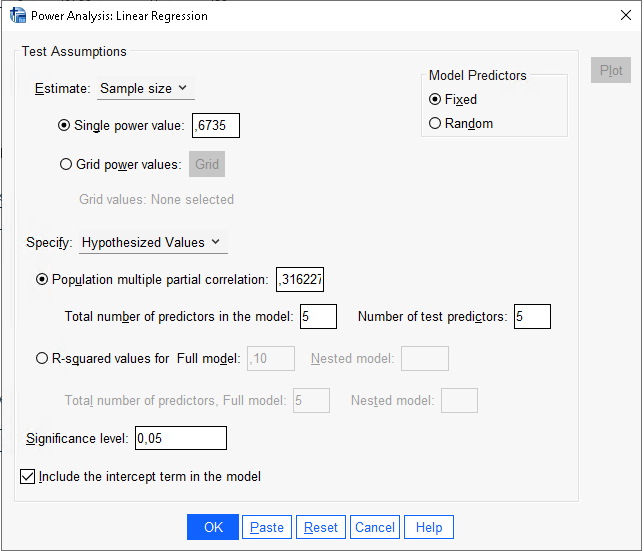 Power Analysis: Linear Regression
Test Assumptions
Estimate: Sample size
Single power value: ,6735
Grid power values: Grid
Grid values: None selected
Model Predictors
Fixed
Random
Plot
Specify: Hypothesized Values
Population multiple partial correlation: ,316227
Total number of predictors in the model: 5 Number of test predictors: 5
R-squared values for Full model: ,10 Nested model:
Total number of predictors, Full model: 5 Nested model:
Significance level: 0,05
Include the intercept term in the model
OK Paste Reset Cancel Help